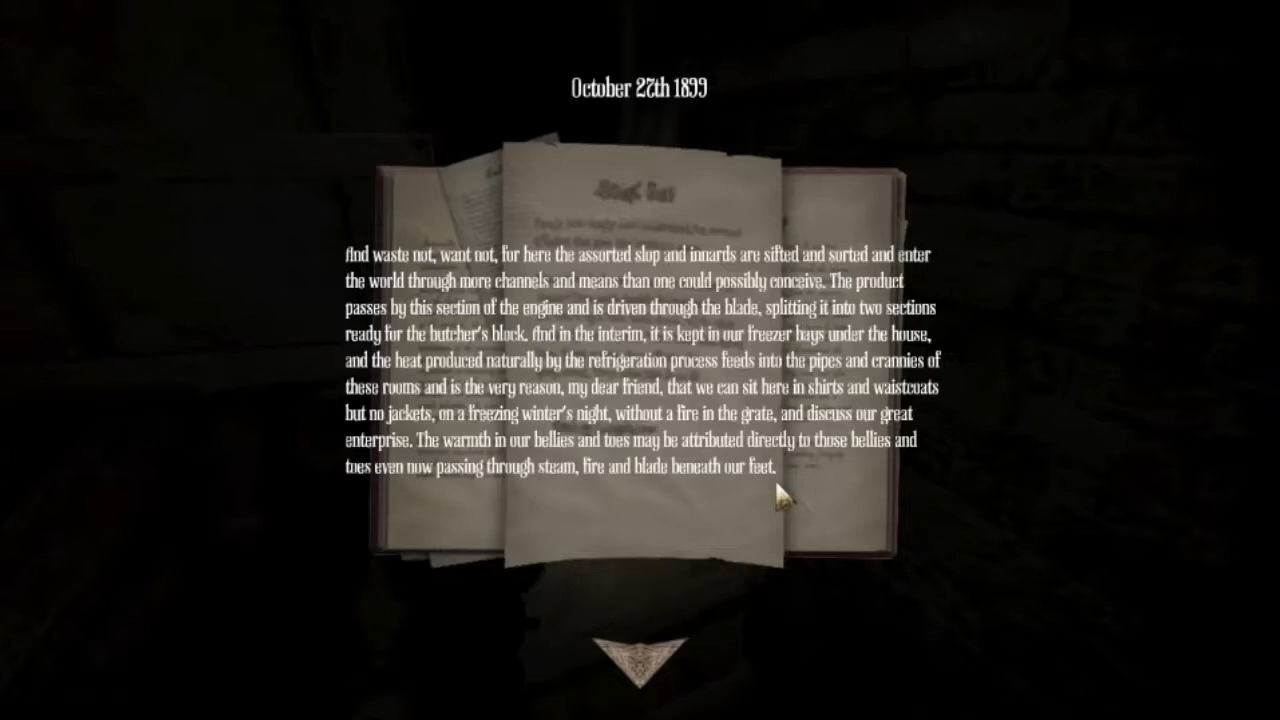 October 27th 1899
And waste not, want not, for here the assorted slop and innards are sifted and sorted and enter
the world through more channels and means than one could possibly conceive. The product
passes by this section of the engine and is driven through the blade, splitting it into two sections
ready for the butcher's block. And in the interim, it is kept in our freezer bays under the house,
and the heat produced naturally by the refrigeration process feeds into the pipes and crannies of
these rooms and is the very reason, my dear friend, that we can sit here in shirts and waistcoats
but no jackets, on a freezing winter's night, without a fire in the grate, and discuss our great
enterprise. The warmth in our bellies and toes may be attributed directly to those bellies and
toes even now passing through steam, fire and blade beneath our feet.